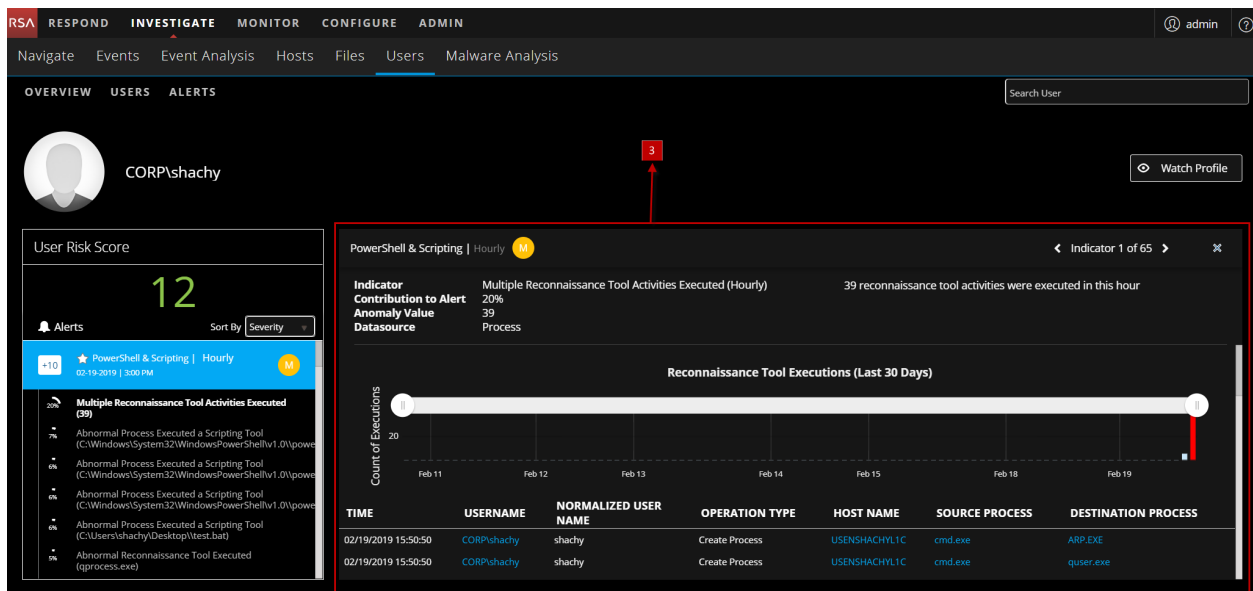 RSA RESPOND INVESTIGATE MONITOR CONFIGURE ADMIN admin ?
Navigate Events Event Analysis Hosts Files Users Malware Analysis
OVERVIEW USERS ALERTS Search User
3
CORP\shachy
Watch Profile
User Risk Score
12
Alerts Sort By Severity
+10 PowerShell & Scripting | Hourly M
02-19-2019 | 3:00 PM
20% Multiple Reconnaissance Tool Activities Executed
(39)
7% Abnormal Process Executed a Scripting Tool
(C:\Windows\System32\WindowsPowerShell\v1.0\\powe
6% Abnormal Process Executed a Scripting Tool
(C:\Windows\System32\WindowsPowerShell\v1.0\\powe
6% Abnormal Process Executed a Scripting Tool
(C:\Windows\System32\WindowsPowerShell\v1.0\\powe
6% Abnormal Process Executed a Scripting Tool
(C:\Users\shachy\Desktop\\test.bat)
5% Abnormal Reconnaissance Tool Executed
(qprocess.exe)
PowerShell & Scripting | Hourly M Indicator 1 of 65
Indicator Multiple Reconnaissance Tool Activities Executed (Hourly) 39 reconnaissance tool activities were executed in this hour
Contribution to Alert 20%
Anomaly Value 39
Datasource Process
Reconnaissance Tool Executions (Last 30 Days)
Count of Executions
20
Feb 11 Feb 12 Feb 13 Feb 14 Feb 15 Feb 18 Feb 19
TIME USERNAME NORMALIZED USER NAME OPERATION TYPE HOST NAME SOURCE PROCESS DESTINATION PROCESS
02/19/2019 15:50:50 CORP\shachy shachy Create Process USENSHACHYL1C cmd.exe ARP.EXE
02/19/2019 15:50:50 CORP\shachy shachy Create Process USENSHACHYL1C cmd.exe quser.exe